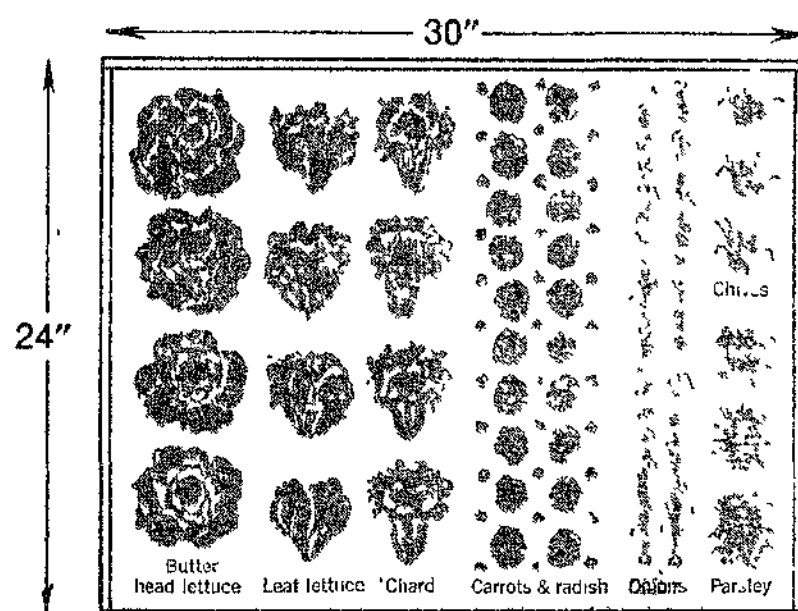 30"
24"
Chives
Butter
head lettuce
Leaf lettuce
Chard
Carrots & radish
Onions
Parsley